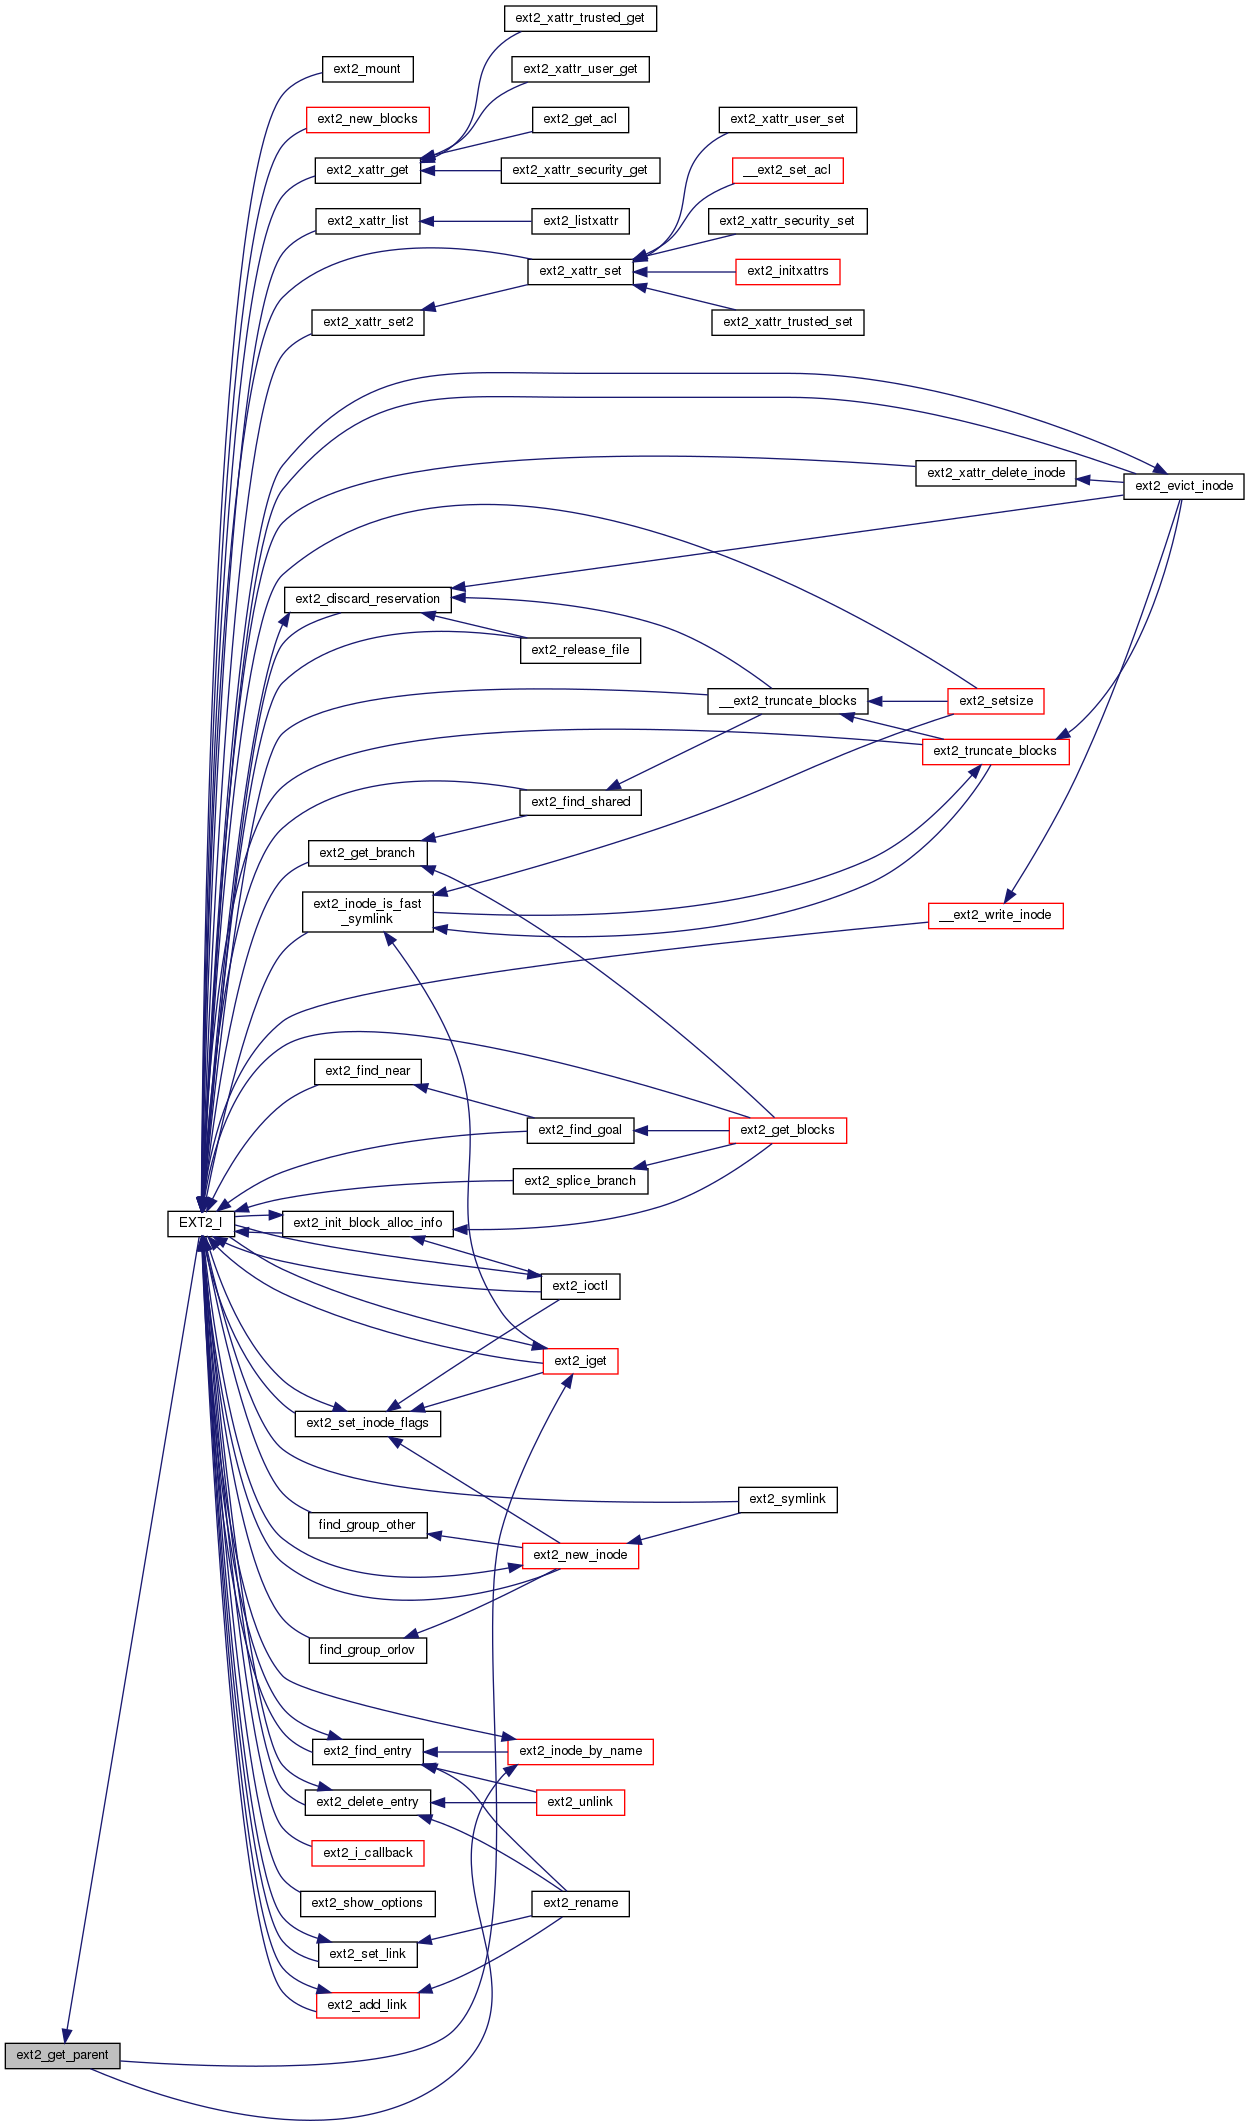 ext2_xattr_trusted_get
ext2_mount
ext2_xattr_user_get
ext2_new_blocks
ext2_get_acl
ext2_xattr_user_set
ext2_xattr_get
ext2_xattr_security_get
__ext2_set_acl
ext2_xattr_list
ext2_listxattr
ext2_xattr_security_set
ext2_xattr_set
ext2_initxattrs
ext2_xattr_set2
ext2_xattr_trusted_set
ext2_xattr_delete_inode
ext2_evict_inode
ext2_discard_reservation
ext2_release_file
__ext2_truncate_blocks
ext2_setsize
ext2_truncate_blocks
ext2_find_shared
ext2_get_branch
ext2_inode_is_fast
_symlink
__ext2_write_inode
ext2_find_near
ext2_find_goal
ext2_get_blocks
ext2_splice_branch
EXT2_I
ext2_init_block_alloc_info
ext2_ioctl
ext2_iget
ext2_set_inode_flags
ext2_symlink
find_group_other
ext2_new_inode
find_group_orlov
ext2_find_entry
ext2_inode_by_name
ext2_delete_entry
ext2_unlink
ext2_i_callback
ext2_show_options
ext2_rename
ext2_set_link
ext2_add_link
ext2_get_parent